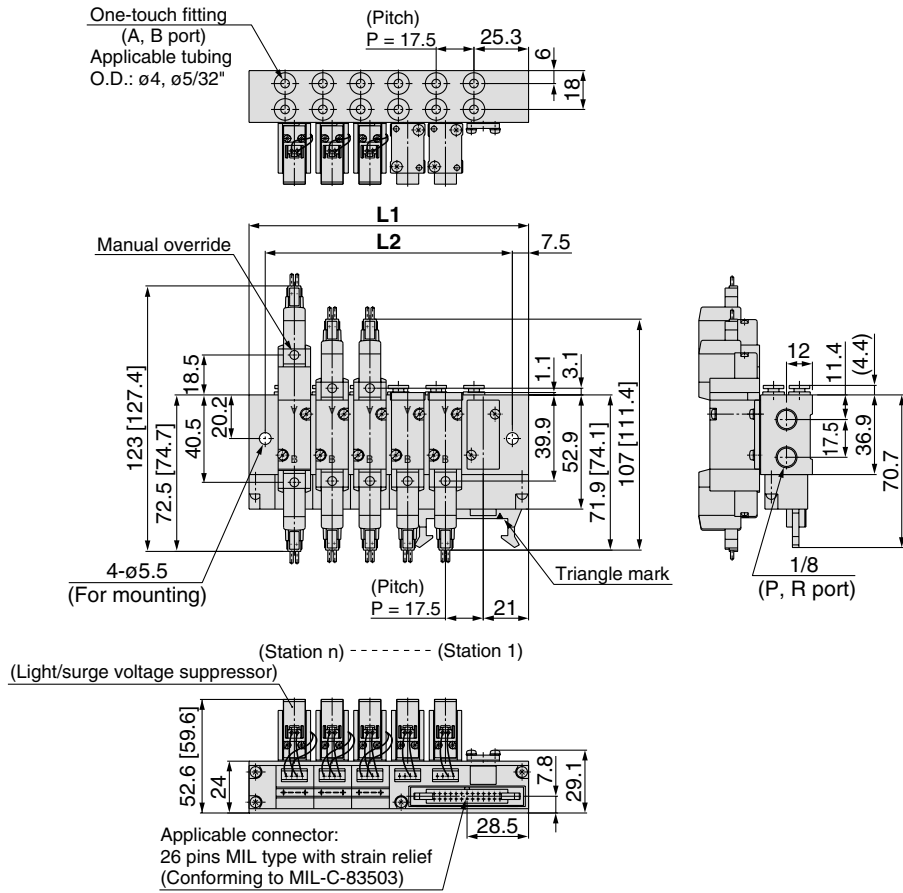 One-touch fitting
(A, B port)
Applicable tubing
O.D.: ø4, ø5/32"
(Pitch)
P = 17.5
25.3
6
18
L1
L2
7.5
Manual override
123 [127.4]
72.5 [74.7]
18.5
40.5
20.2
V
V
V
V
V
B
B
B
B
B
1.1
3.1
39.9
52.9
71.9 [74.1]
107 [111.4]
12
11.4
(4.4)
17.5
36.9
70.7
4-ø5.5
(For mounting)
(Pitch)
P = 17.5
21
Triangle mark
1/8
(P, R port)
(Station n) - - - - - - - (Station 1)
(Light/surge voltage suppressor)
52.6 [59.6]
24
7.8
29.1
28.5
Applicable connector:
26 pins MIL type with strain relief
(Conforming to MIL-C-83503)